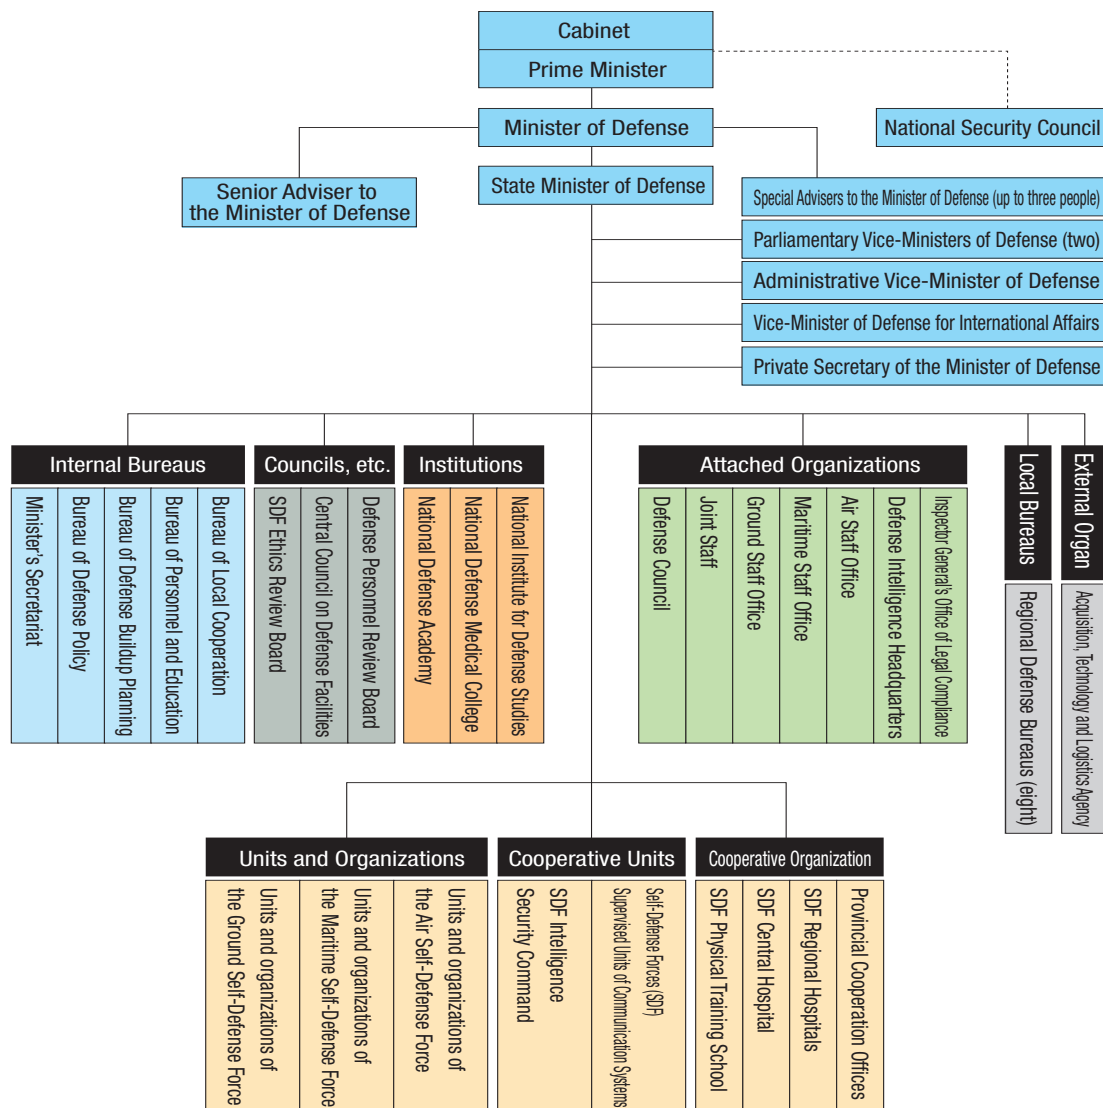 Cabinet
Prime Minister
Minister of Defense
National Security Council
Senior Adviser to
the Minister of Defense
State Minister of Defense
Special Advisers to the Minister of Defense (up to three people)
Parliamentary Vice-Ministers of Defense (two)
Administrative Vice-Minister of Defense
Vice-Minister of Defense for International Affairs
Private Secretary of the Minister of Defense
Internal Bureaus
Minister's Secretariat
Bureau of Defense Policy
Bureau of Defense Buildup Planning
Bureau of Personnel and Education
Bureau of Local Cooperation
Councils, etc.
SDF Ethics Review Board
Central Council on Defense Facilities
Defense Personnel Review Board
Institutions
National Defense Academy
National Defense Medical College
National Institute for Defense Studies
Attached Organizations
Defense Council
Joint Staff
Ground Staff Office
Maritime Staff Office
Air Staff Office
Defense Intelligence Headquarters
Inspector General's Office of Legal Compliance
Local Bureaus
Regional Defense Bureaus (eight)
External Organ
Acquisition, Technology and Logistics Agency
Units and Organizations
Units and organizations of
the Ground Self-Defense Force
Units and organizations of
the Maritime Self-Defense Force
Units and organizations of
the Air Self-Defense Force
Cooperative Units
SDF Intelligence
Security Command
Self-Defense Forces (SDF)
Supervised Units of Communication Systems
Cooperative Organization
SDF Physical Training School
SDF Central Hospital
SDF Regional Hospitals
Provincial Cooperation Offices